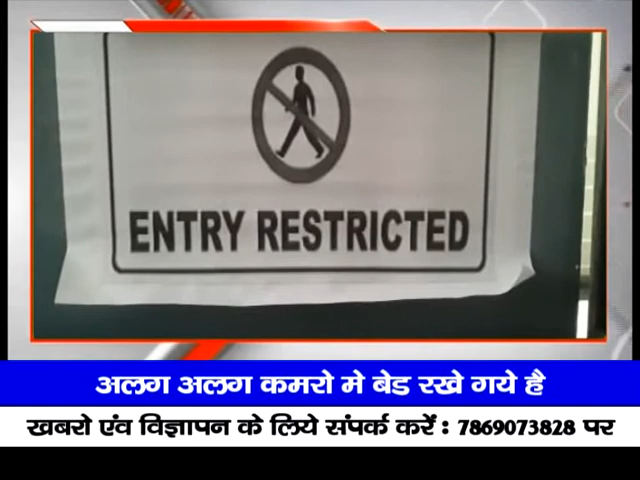 ENTRY RESTRICTED
अलग अलग कमरो मे बेड रखे गये है
खबरो एंव विज्ञापन के लिये संपर्क करें : 7869073828 पर